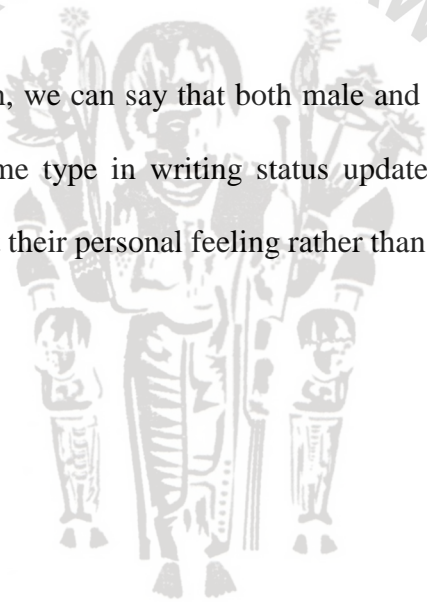 , we can say that both male and
me type in writing status update
their personal feeling rather than